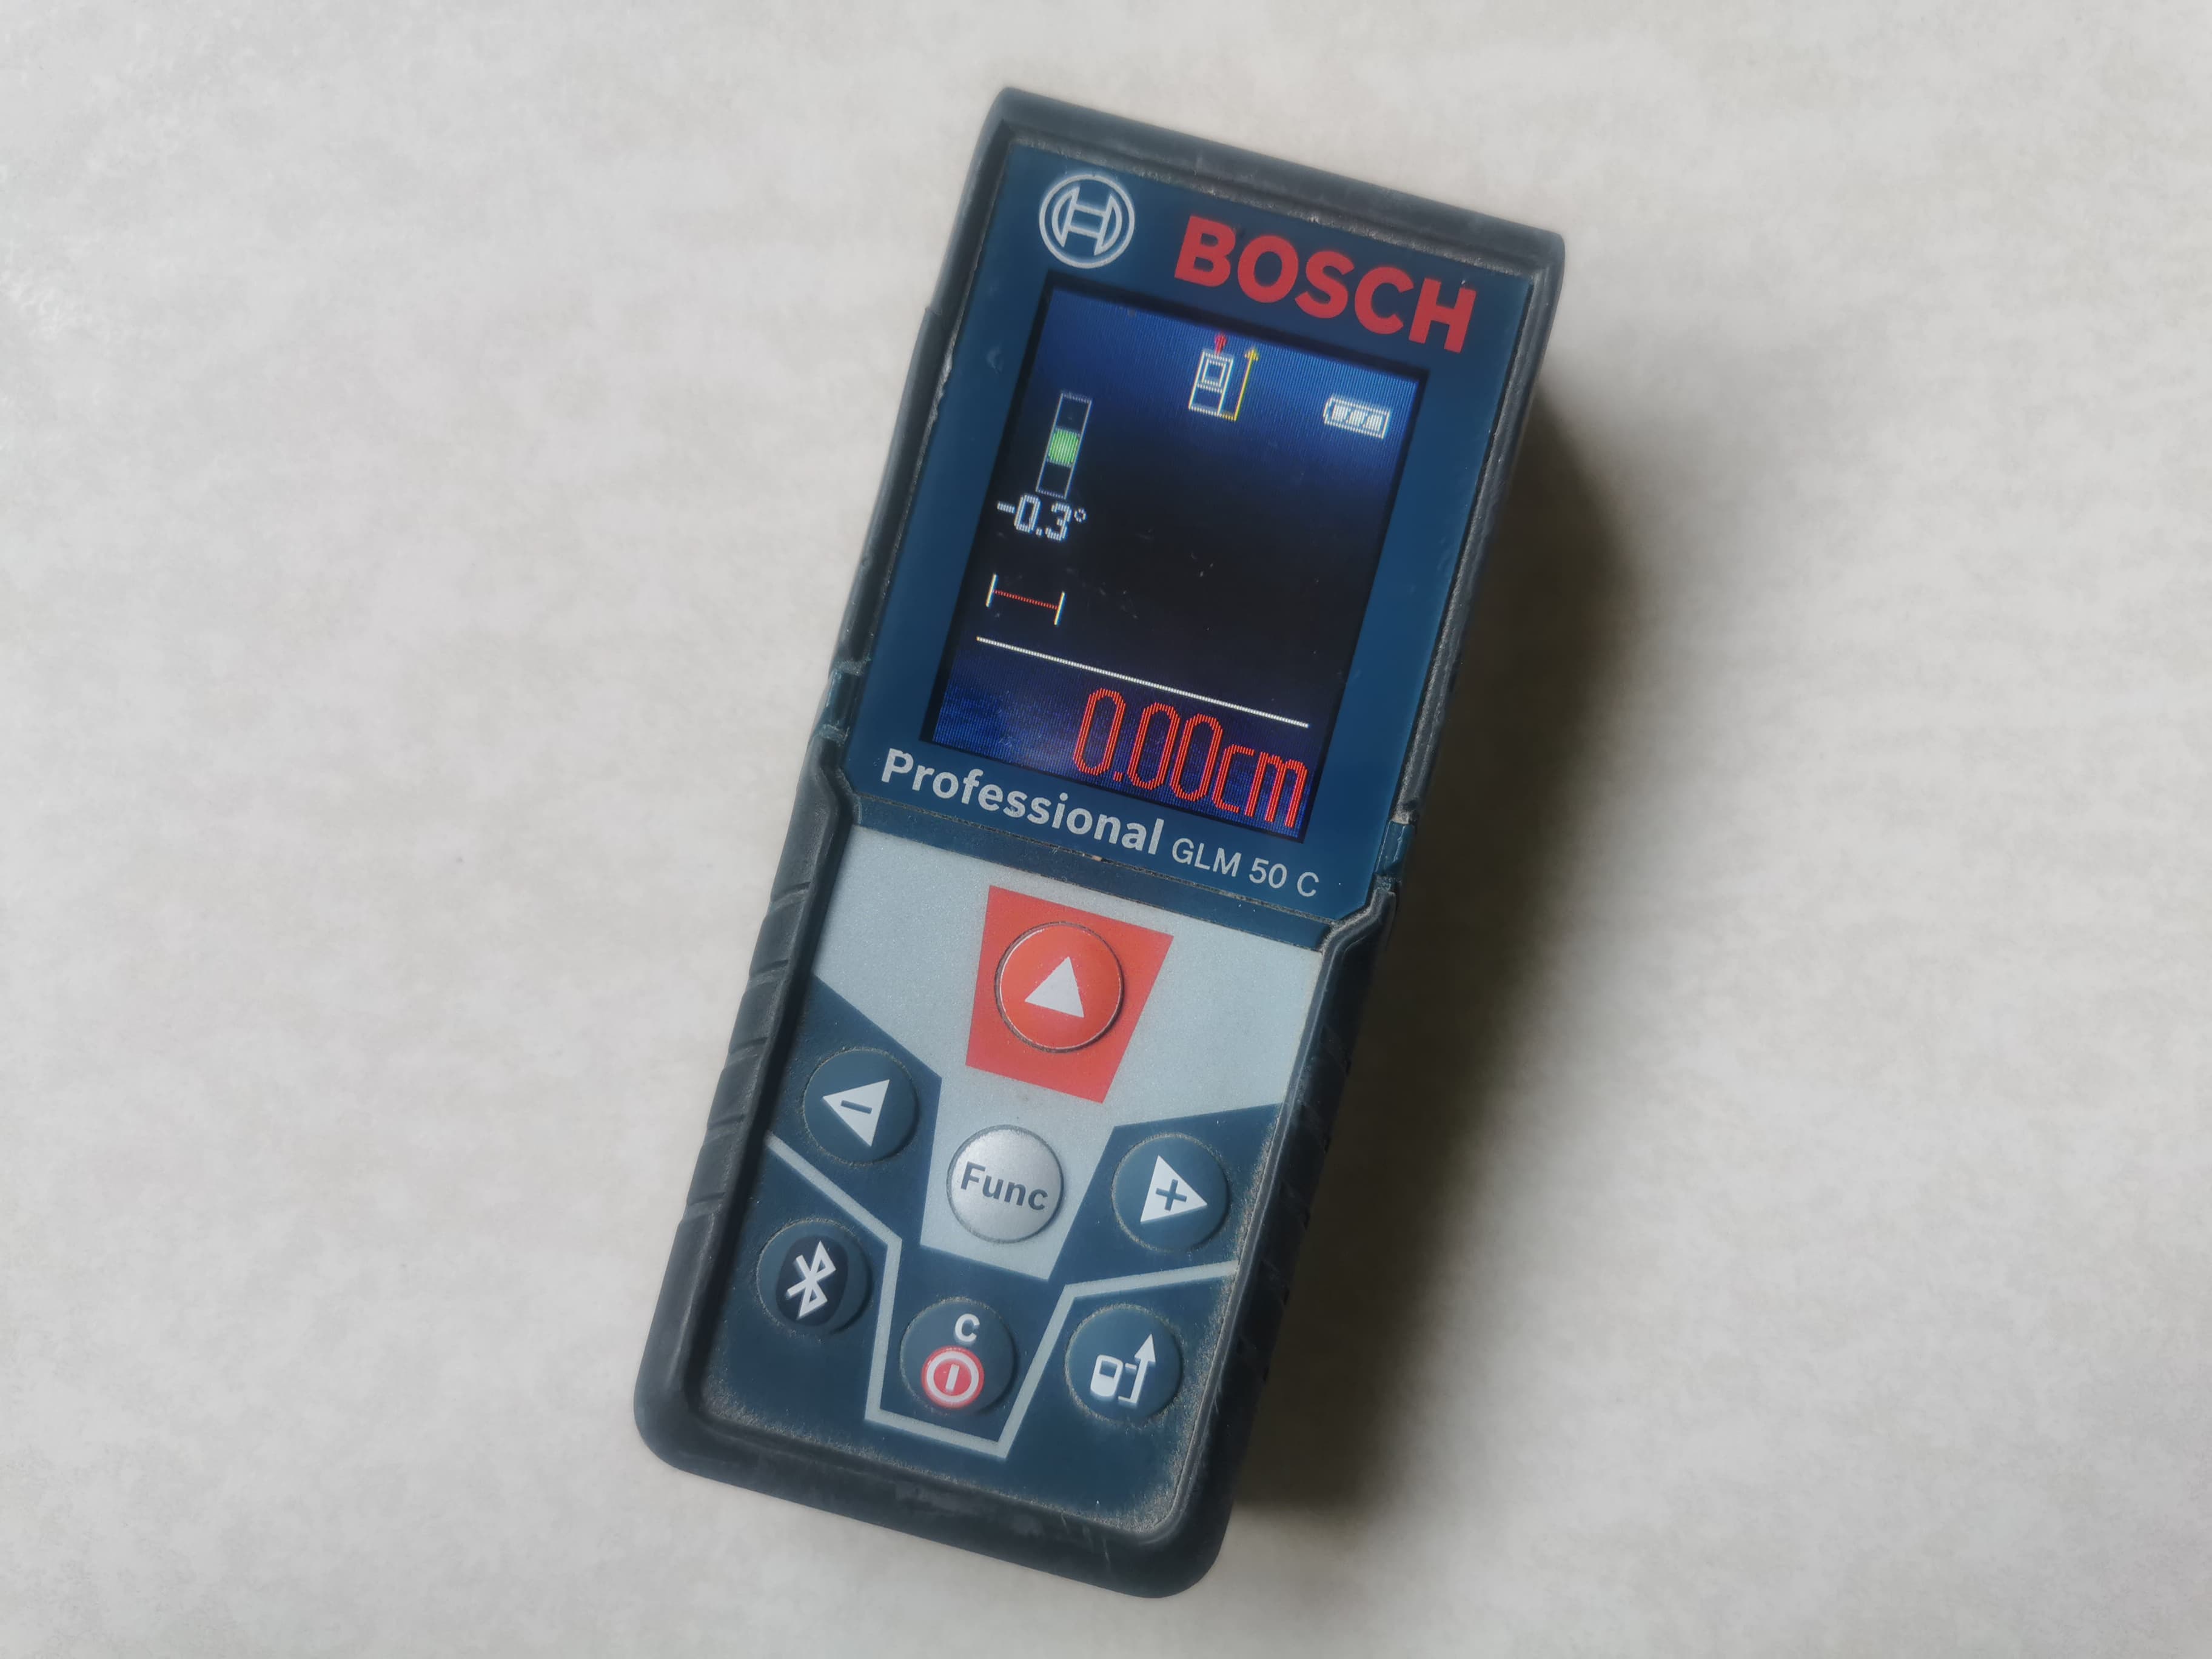 BOSCH
-0.3°
0.00cm
Professional GLM 50 C
Func
C